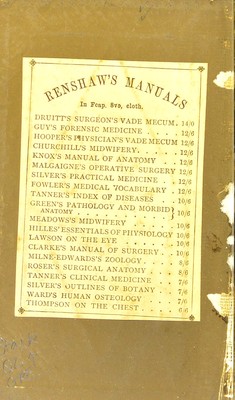 RENSHAW'S MANUALS
In Fcap. 8vo, cloth.
DRUITT'S SURGEON'S VADE MECUM. 14/0
GUY'S FORENSIC MEDICINE . . . . 12/6
HOOPER'S PHYSICIAN'S VADE MECUM 12/6
CHURCHILL'S MIDWIFERY. . . . . . 12/6
KNOX'S MANUAL OF ANATOMY . . 12/6
MALGAIGNE'S OPERATIVE SURGERY 12/6
SILVER'S PRACTICAL MEDICINE . . 12/6
FOWLER'S MEDICAL VOCABULARY . 12/6
TANNER'S INDEX OF DISEASES . . 10/6
GREEN'S PATHOLOGY AND MORBID } 10/6
ANATOMY . . . . . . . . . .
MEADOWS'S MIDWIFERY . . . . . 10/6
HILLES' ESSENTIALS OF PHYSIOLOGY 10/6
LAWSON ON THE EYE . . . . . . 10/6
CLARKE'S MANUAL OF SURGERY . . 10/6
MILNE-EDWARDS'S ZOOLOGY . . . . 8/6
ROSER'S SURGICAL ANATOMY . . . 8/6
TANNER'S CLINICAL MEDICINE . . . 7/6
SILVER'S OUTLINES OF BOTANY . . 7/6
WARD'S HUMAN OSTEOLOGY . . . . 7/6
THOMPSON ON THE CHEST . . . . . 6/6